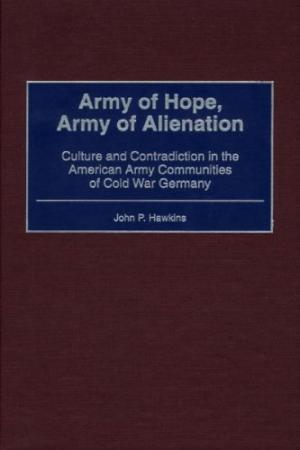 Army of Hope,
Army of Alienation
Culture and Contradiction in the
American Army Communities
of Cold War Germany
John P. Hawkins